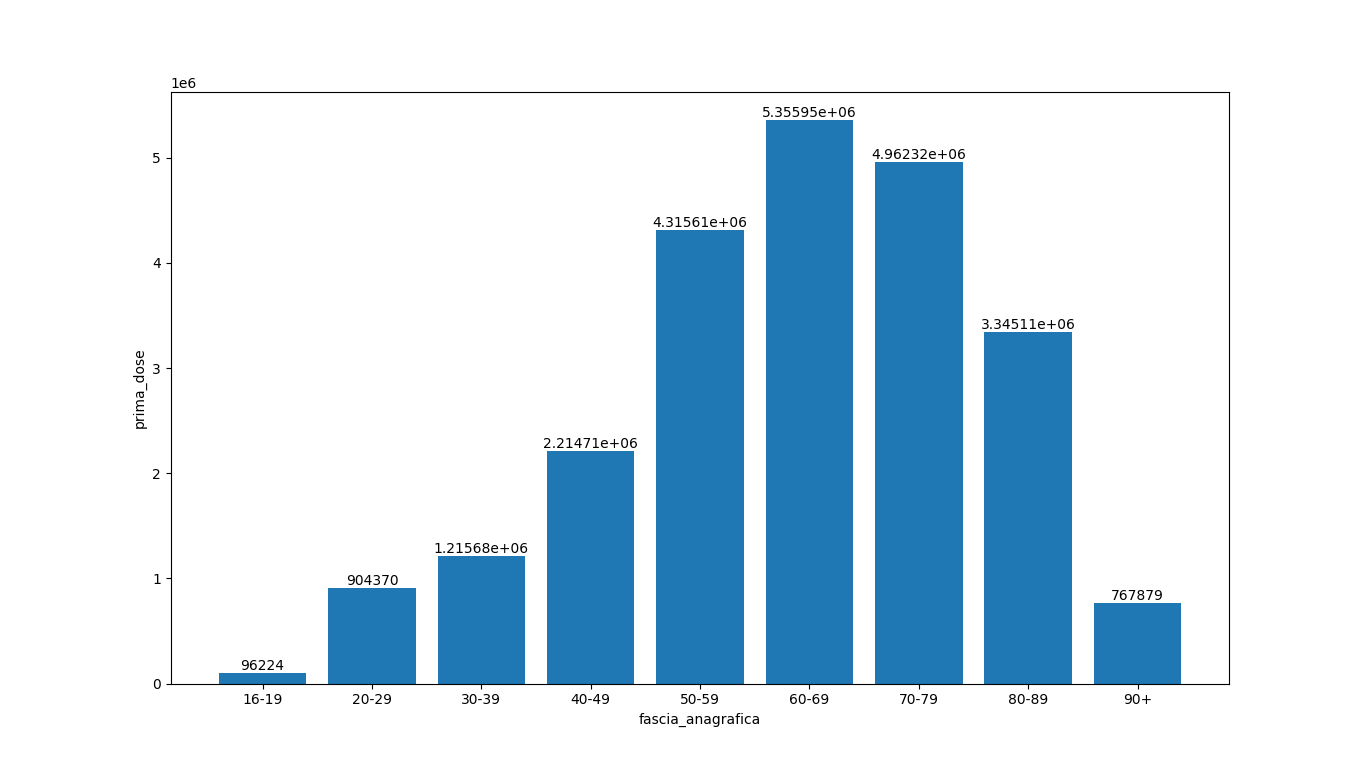 1e6
5.35595e+06
4.96232e+06
5
4.31561e+06
4
3.34511e+06
prima_dose
3
2.21471e+06
2
1.21568e+06
904370
1
767879
96224
0
16-19 20-29 30-39 40-49 50-59 60-69 70-79 80-89 90+
fascia_anagrafica